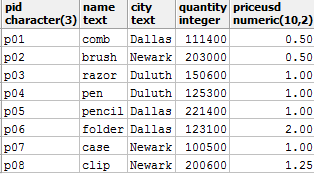 pid name city quantity priceusd
character(3) text text integer numeric(10,2)
p01 comb Dallas 111400 0.50
p02 brush Newark 203000 0.50
p03 razor Duluth 150600 1.00
p04 pen Duluth 125300 1.00
p05 pencil Dallas 221400 1.00
p06 folder Dallas 123100 2.00
p07 case Newark 100500 1.00
p08 clip Newark 200600 1.25